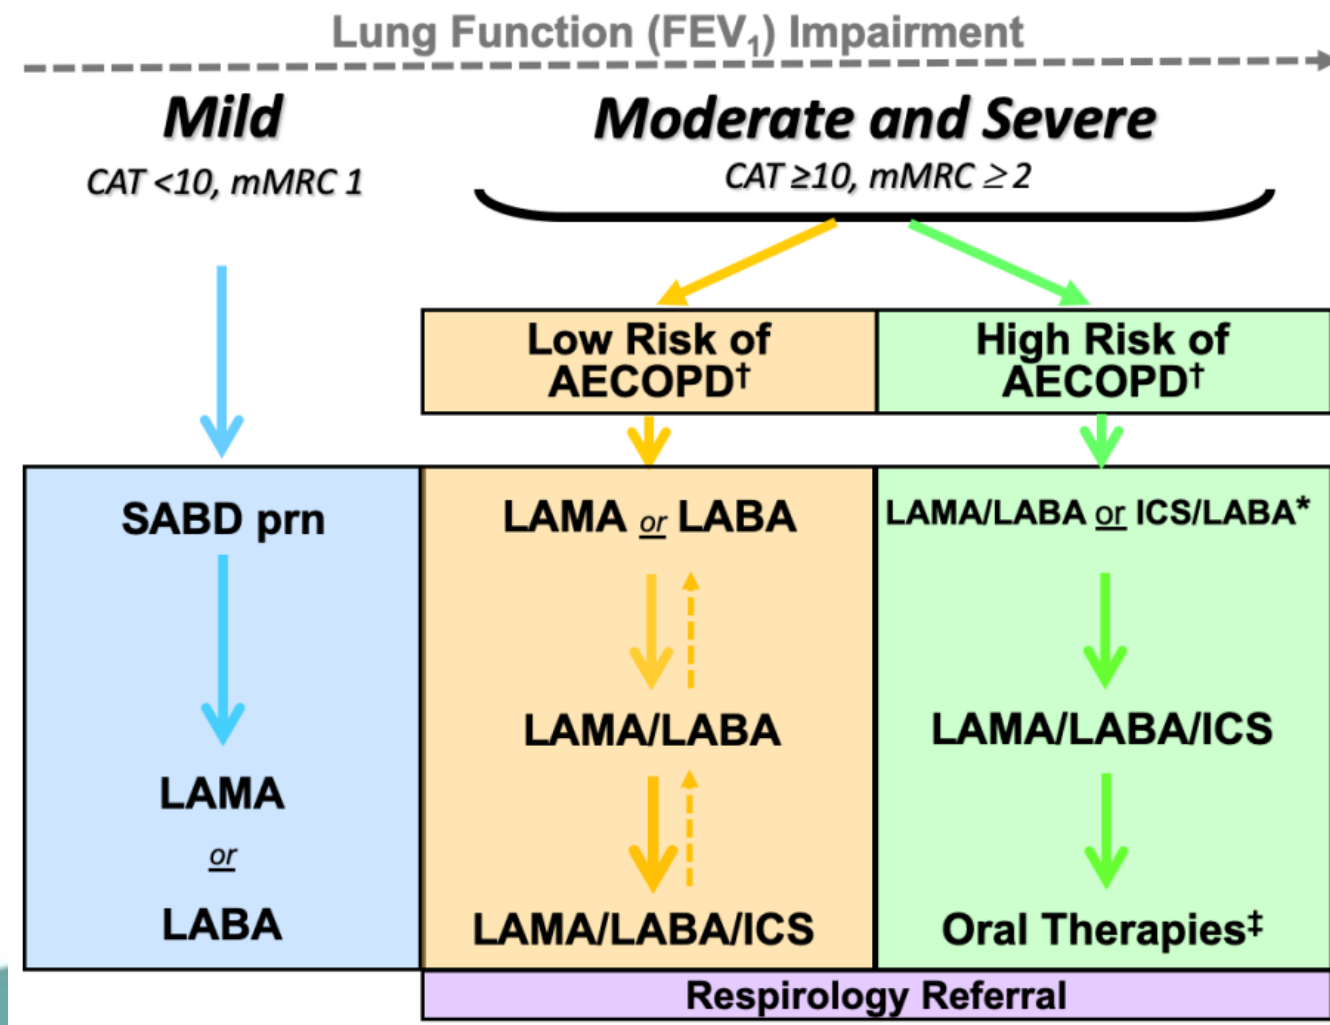 Lung Function (FEV₁) Impairment
Mild
CAT <10, mMRC 1
Moderate and Severe
CAT ≥10, mMRC ≥ 2
Low Risk of
AECOPD†
High Risk of
AECOPD†
SABD prn
LAMA
or
LABA
LAMA or LABA
LAMA/LABA
LAMA/LABA/ICS
LAMA/LABA or ICS/LABA*
LAMA/LABA/ICS
Oral Therapies‡
Respirology Referral